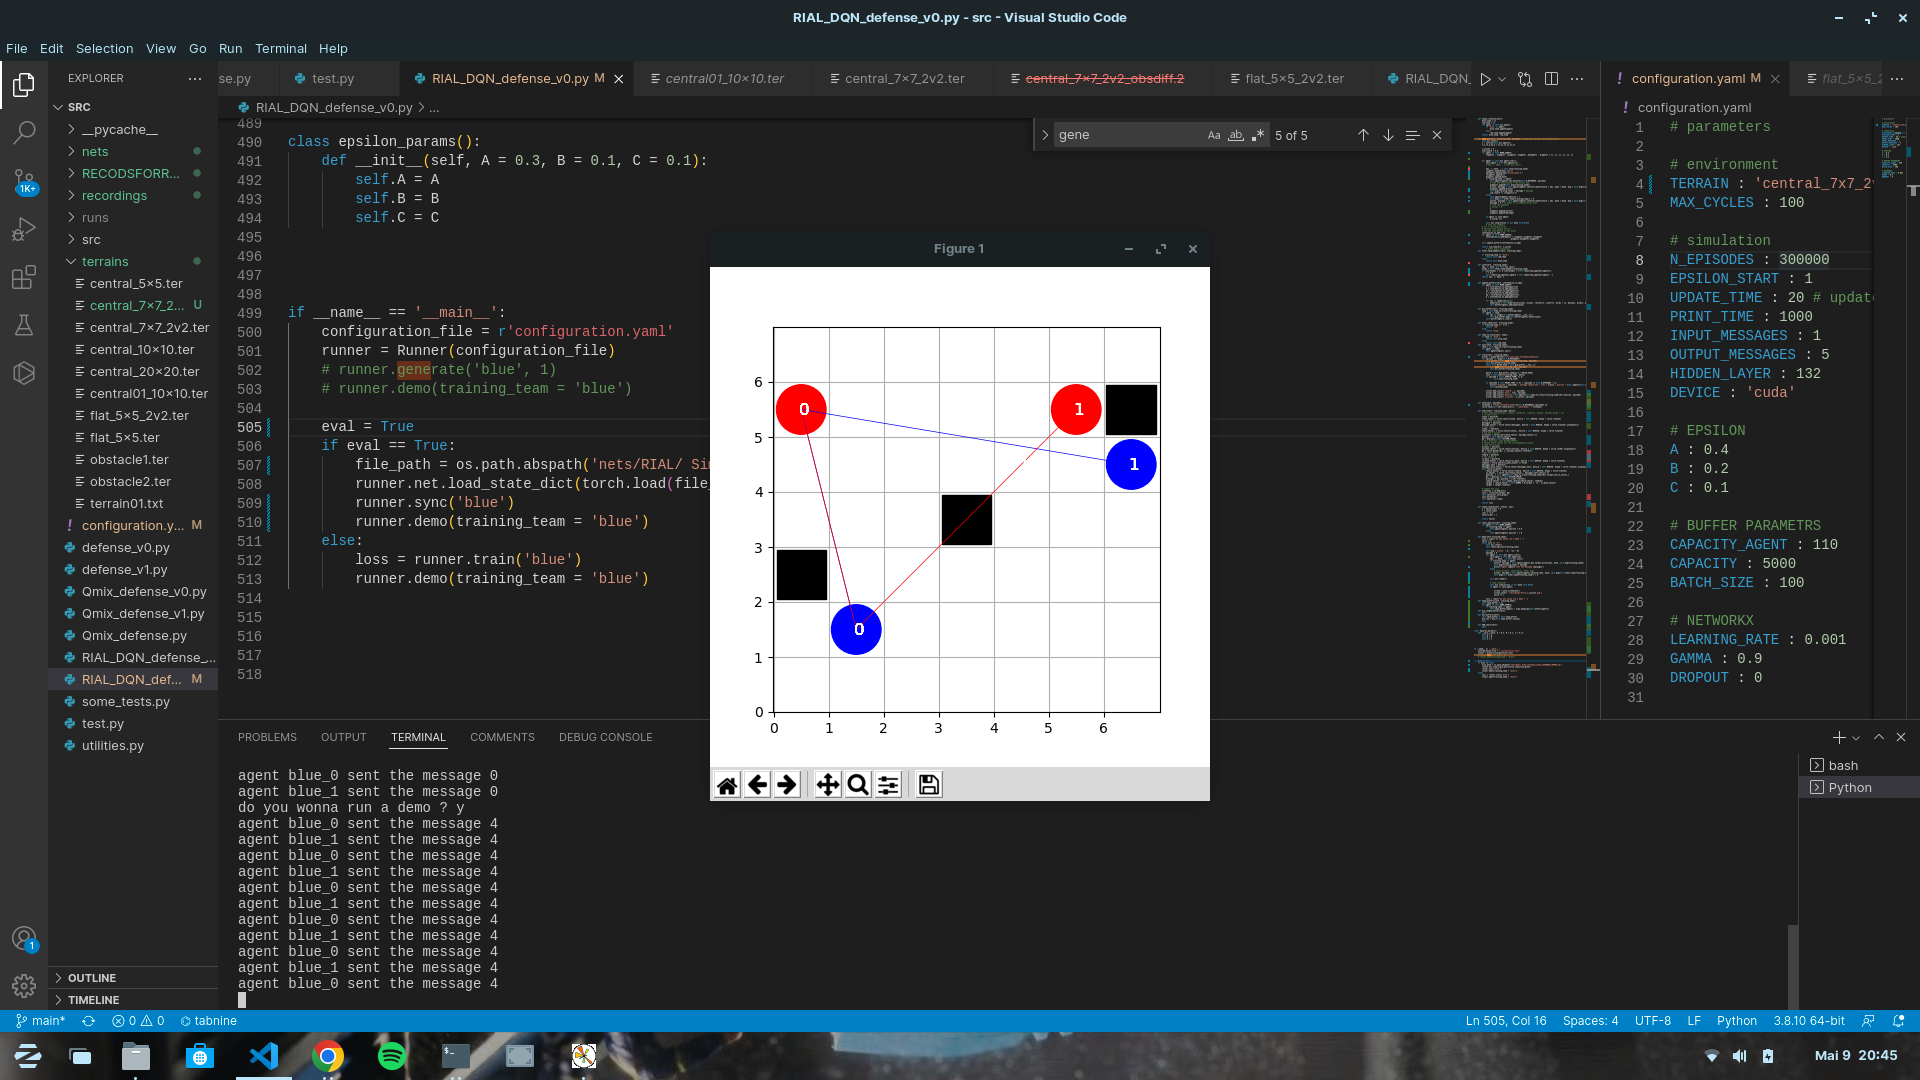 RIAL_DQN_defense_v0.py - src - Visual Studio Code
File Edit Selection View Go Run Terminal Help
EXPLORER
se.py
test.py
RIAL_DQN_defense_v0.py M
central01_10×10.ter
central_7×7_2v2.ter
central_7×7_2v2_obsdiff.2
flat_5×5_2v2.ter
RIAL_DQN_
configuration.yaml M
flat_5×5_2
SRC
__pycache__
nets
RECODSFORR...
recordings
runs
src
terrains
central_5×5.ter
central_7×7_2... U
central_7×7_2v2.ter
central_10×10.ter
central_20×20.ter
central01_10×10.ter
flat_5×5_2v2.ter
flat_5×5.ter
obstacle1.ter
obstacle2.ter
terrain01.txt
configuration.y... M
defense_v0.py
defense_v1.py
Qmix_defense_v0.py
Qmix_defense_v1.py
Qmix_defense.py
RIAL_DQN_defense_...
RIAL_DQN_def... M
some_tests.py
test.py
utilities.py
OUTLINE
TIMELINE
1K+
1
RIAL_DQN_defense_v0.py > ...
gene
Aa ab
5 of 5
489
490 class epsilon_params():
491 def __init__(self, A = 0.3, B = 0.1, C = 0.1):
492 self.A = A
493 self.B = B
494 self.C = C
495
496
497
498
499 if __name__ == '__main__':
500 configuration_file = r'configuration.yaml'
501 runner = Runner(configuration_file)
502 # runner.generate('blue', 1)
503 # runner.demo(training_team = 'blue')
504
505 eval = True
506 if eval == True:
507 file_path = os.path.abspath('nets/RIAL/ Si
508 runner.net.load_state_dict(torch.load(file_
509 runner.sync('blue')
510 runner.demo(training_team = 'blue')
511 else:
512 loss = runner.train('blue')
513 runner.demo(training_team = 'blue')
514
515
516
517
518
Figure 1
6
5
4
3
2
1
0
0 1 2 3 4 5 6
0
1
1
0
configuration.yaml
1 # parameters
2
3 # environment
4 TERRAIN : 'central_7x7_2v
5 MAX_CYCLES : 100
6
7 # simulation
8 N_EPISODES : 300000
9 EPSILON_START : 1
10 UPDATE_TIME : 20 # updat
11 PRINT_TIME : 1000
12 INPUT_MESSAGES : 1
13 OUTPUT_MESSAGES : 5
14 HIDDEN_LAYER : 132
15 DEVICE : 'cuda'
16
17 # EPSILON
18 A : 0.4
19 B : 0.2
20 C : 0.1
21
22 # BUFFER PARAMETRS
23 CAPACITY_AGENT : 110
24 CAPACITY : 5000
25 BATCH_SIZE : 100
26
27 # NETWORKX
28 LEARNING_RATE : 0.001
29 GAMMA : 0.9
30 DROPOUT : 0
31
PROBLEMS OUTPUT TERMINAL COMMENTS DEBUG CONSOLE
agent blue_0 sent the message 0
agent blue_1 sent the message 0
do you wonna run a demo ? y
agent blue_0 sent the message 4
agent blue_1 sent the message 4
agent blue_0 sent the message 4
agent blue_1 sent the message 4
agent blue_0 sent the message 4
agent blue_1 sent the message 4
agent blue_0 sent the message 4
agent blue_1 sent the message 4
agent blue_0 sent the message 4
agent blue_1 sent the message 4
agent blue_0 sent the message 4
bash
Python
main* 0 0 tabnine
Ln 505, Col 16 Spaces: 4 UTF-8 LF Python 3.8.10 64-bit
Mai 9 20:45